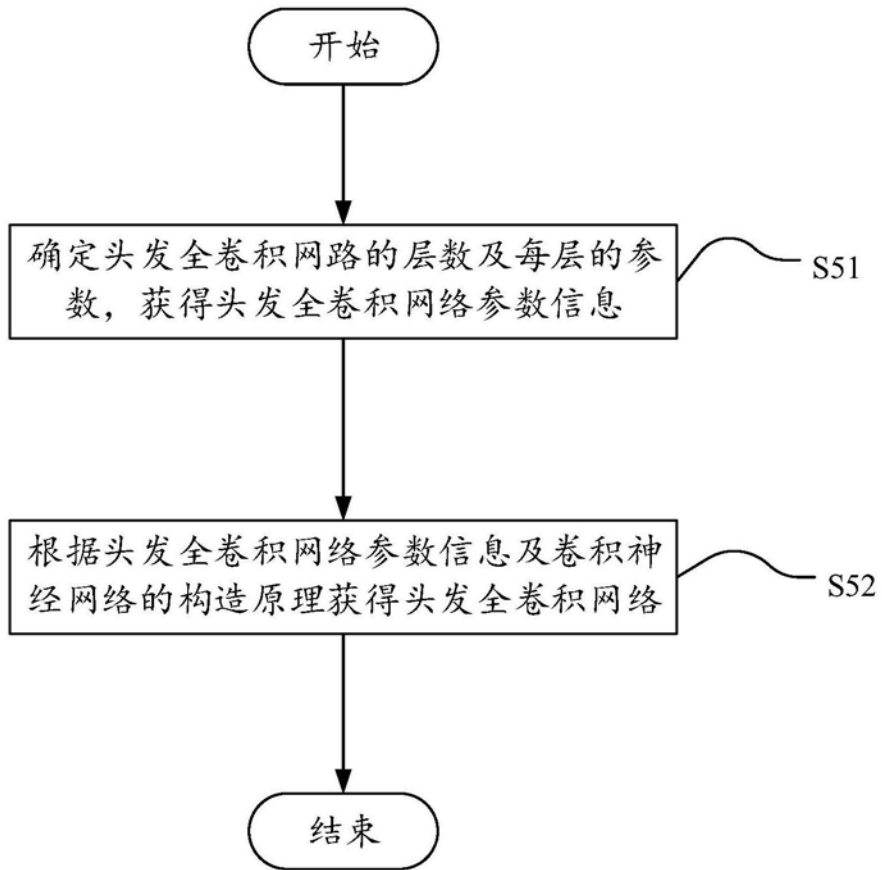 开始
确定头发全卷积网路的层数及每层的参
数，获得头发全卷积网络参数信息
S51
根据头发全卷积网络参数信息及卷积神
经网络的构造原理获得头发全卷积网络
S52
结束